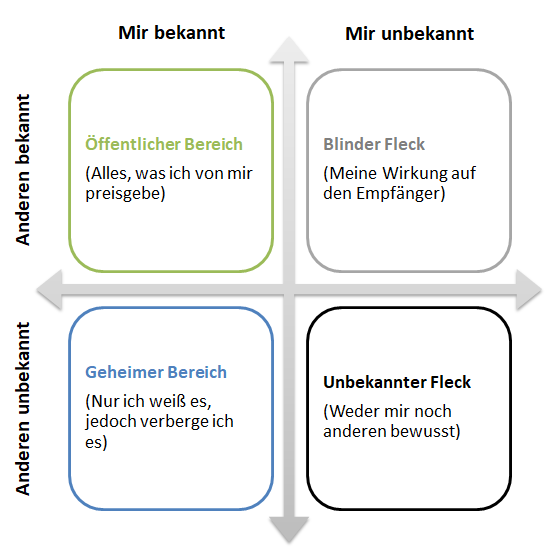 Mir bekannt
Mir unbekannt
Anderen bekannt
Öffentlicher Bereich
(Alles, was ich von mir
preisgebe)
Blinder Fleck
(Meine Wirkung auf
den Empfänger)
Anderen unbekannt
Geheimer Bereich
(Nur ich weiß es,
jedoch verberge ich
es)
Unbekannter Fleck
(Weder mir noch
anderen bewusst)